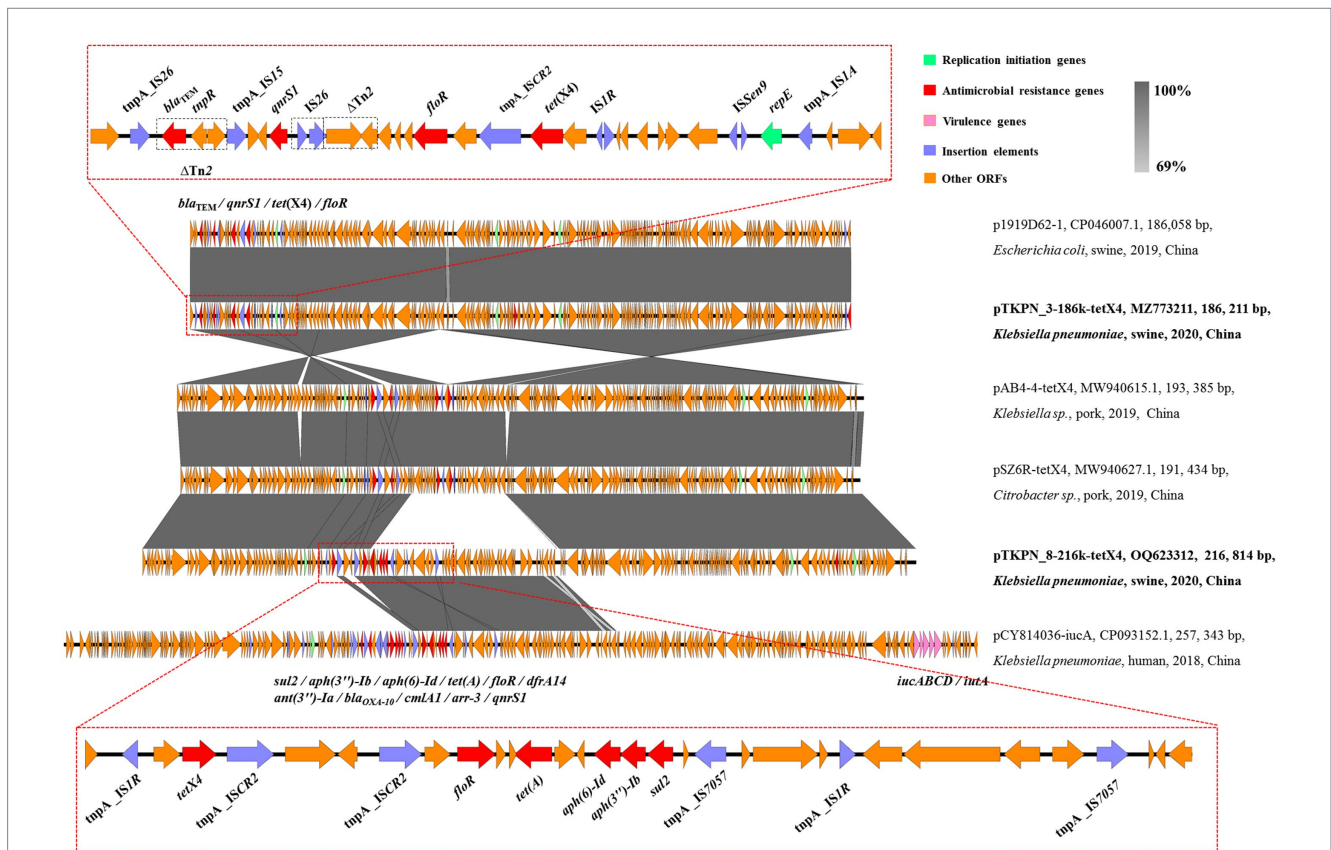 tnpA_IS26
bla_TEM
tnpR
tnpA_IS15
qnrS1
IS26
ΔTn2
floR
tnpA_ISCR2
tet(X4)
IS1R
ISSen9
repE
tnpA_IS1A
ΔTn2
Replication initiation genes
Antimicrobial resistance genes
Virulence genes
Insertion elements
Other ORFs
100%
69%
bla_TEM / qnrS1 / tet(X4) / floR
p1919D62-1, CP046007.1, 186,058 bp,
Escherichia coli, swine, 2019, China
pTKPN_3-186k-tetX4, MZ773211, 186, 211 bp,
Klebsiella pneumoniae, swine, 2020, China
pAB4-4-tetX4, MW940615.1, 193, 385 bp,
Klebsiella sp., pork, 2019, China
pSZ6R-tetX4, MW940627.1, 191, 434 bp,
Citrobacter sp., pork, 2019, China
pTKPN_8-216k-tetX4, OQ623312, 216, 814 bp,
Klebsiella pneumoniae, swine, 2020, China
pCY814036-iucA, CP093152.1, 257, 343 bp,
Klebsiella pneumoniae, human, 2018, China
sul2 / aph(3'')-Ib / aph(6)-Id / tet(A) / floR / dfrA14
ant(3'')-Ia / bla_OXA-10 / cmlA1 / arr-3 / qnrS1
iucABCD / iutA
tnpA_IS1R
tetX4
tnpA_ISCR2
tnpA_ISCR2
floR
tet(A)
aph(6)-Id
aph(3'')-Ib
sul2
tnpA_IS7057
tnpA_IS1R
tnpA_IS7057